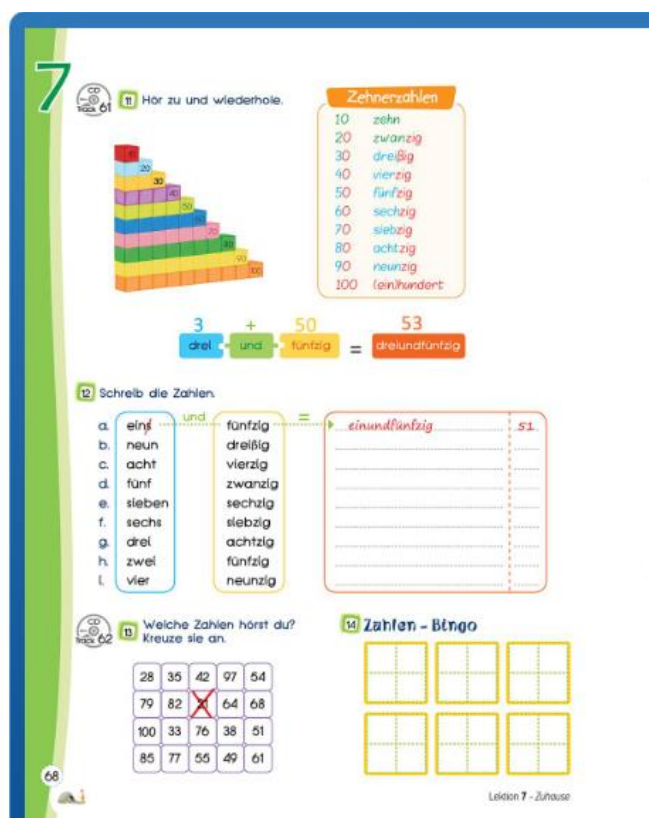 7
CD
Track 61
11 Hör zu und wiederhole.
Zehnerzahlen
10 zehn
20 zwanzig
30 dreißig
40 vierzig
50 fünfzig
60 sechzig
70 siebzig
80 achtzig
90 neunzig
100 (ein)hundert
20
30
40
50
70
80
90
100
3 + 50 53
drei und fünfzig = dreiundfünfzig
12 Schreib die Zahlen.
und =
a. eins fünfzig einundfünfzig 51
b. neun dreißig
c. acht vierzig
d. fünf zwanzig
e. sieben sechzig
f. sechs siebzig
g. drei achtzig
h. zwei fünfzig
i. vier neunzig
CD
Track 62
13 Welche Zahlen hörst du?
Kreuze sie an.
28 35 42 97 54
79 82 64 68
100 33 76 38 51
85 77 55 49 61
14 Zahlen - Bingo
68
Lektion 7 - Zuhause